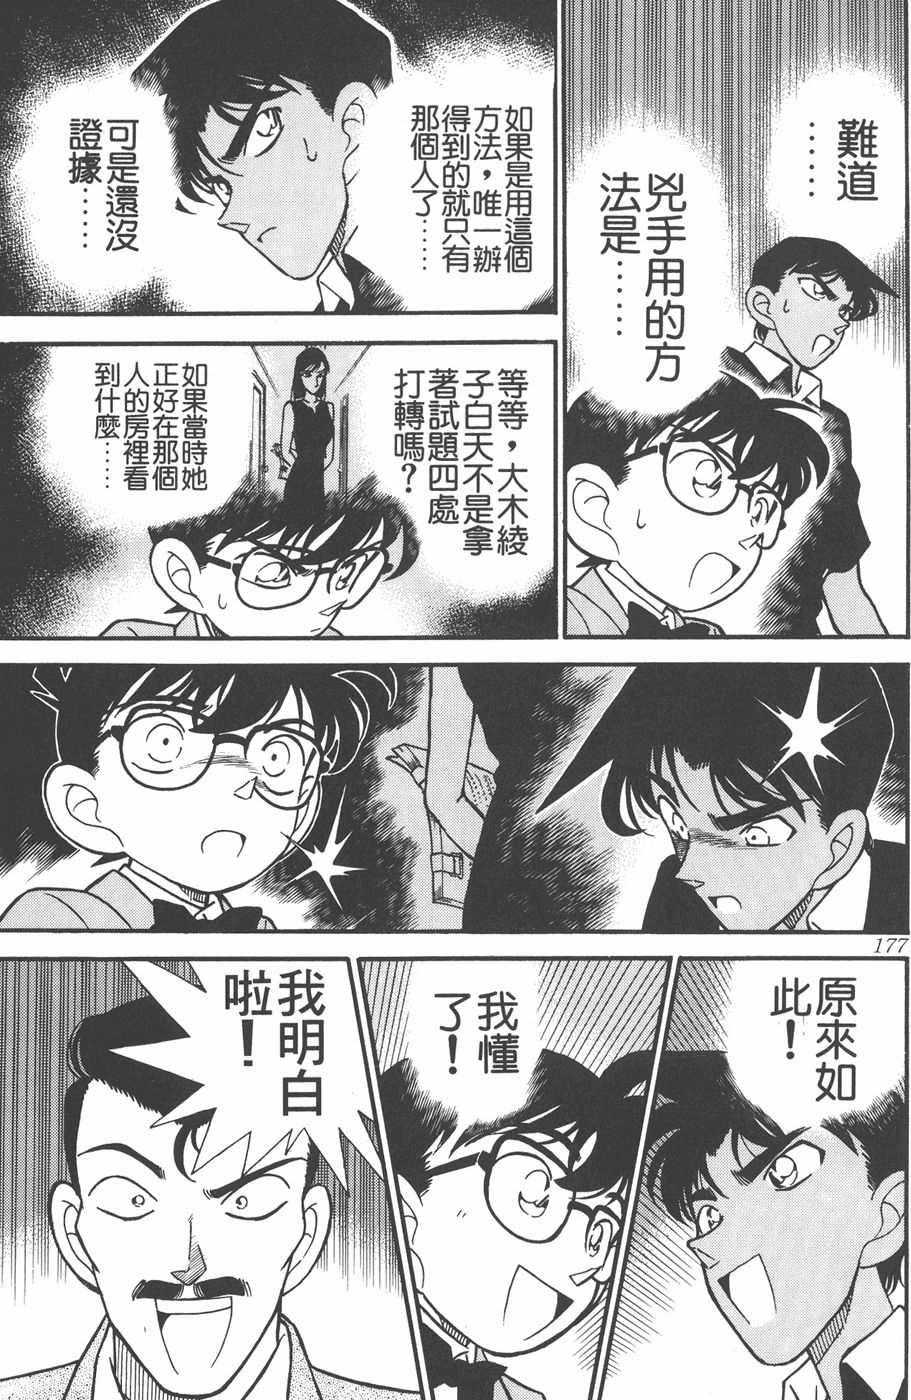 難道
……
兇手用的方
法是……
如果是用這個
方法，唯一辦
得到的就只有
那個人了……
可是還沒
證據……
等等，大木綾
子白天不是拿
著試題四處
打轉嗎？
如果當時她
正好在那個
人的房裡看
到什麼……
177
原來如
此！
我懂
了！
我明白
啦！